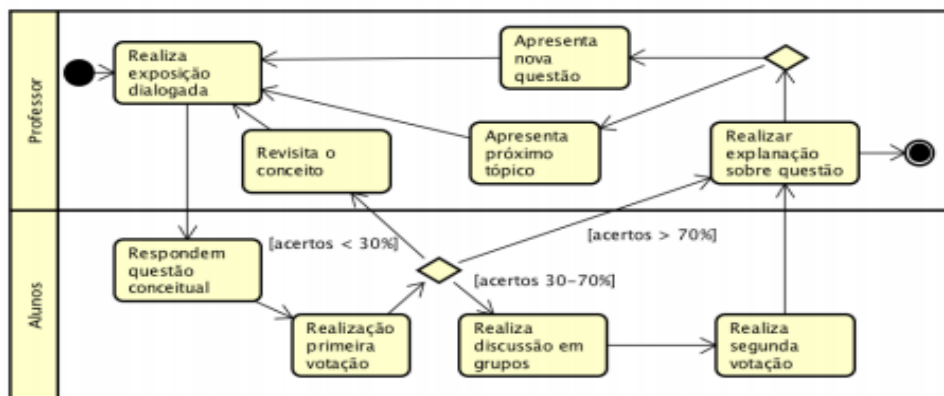 Professor
Realiza
exposição
dialogada
Apresenta
nova
questão
Revisita o
conceito
Apresenta
próximo
tópico
Realizar
explanação
sobre questão
Alunos
[acertos < 30%]
[acertos > 70%]
[acertos 30-70%]
Respondem
questão
conceitual
Realização
primeira
votação
Realiza
discussão em
grupos
Realiza
segunda
votação